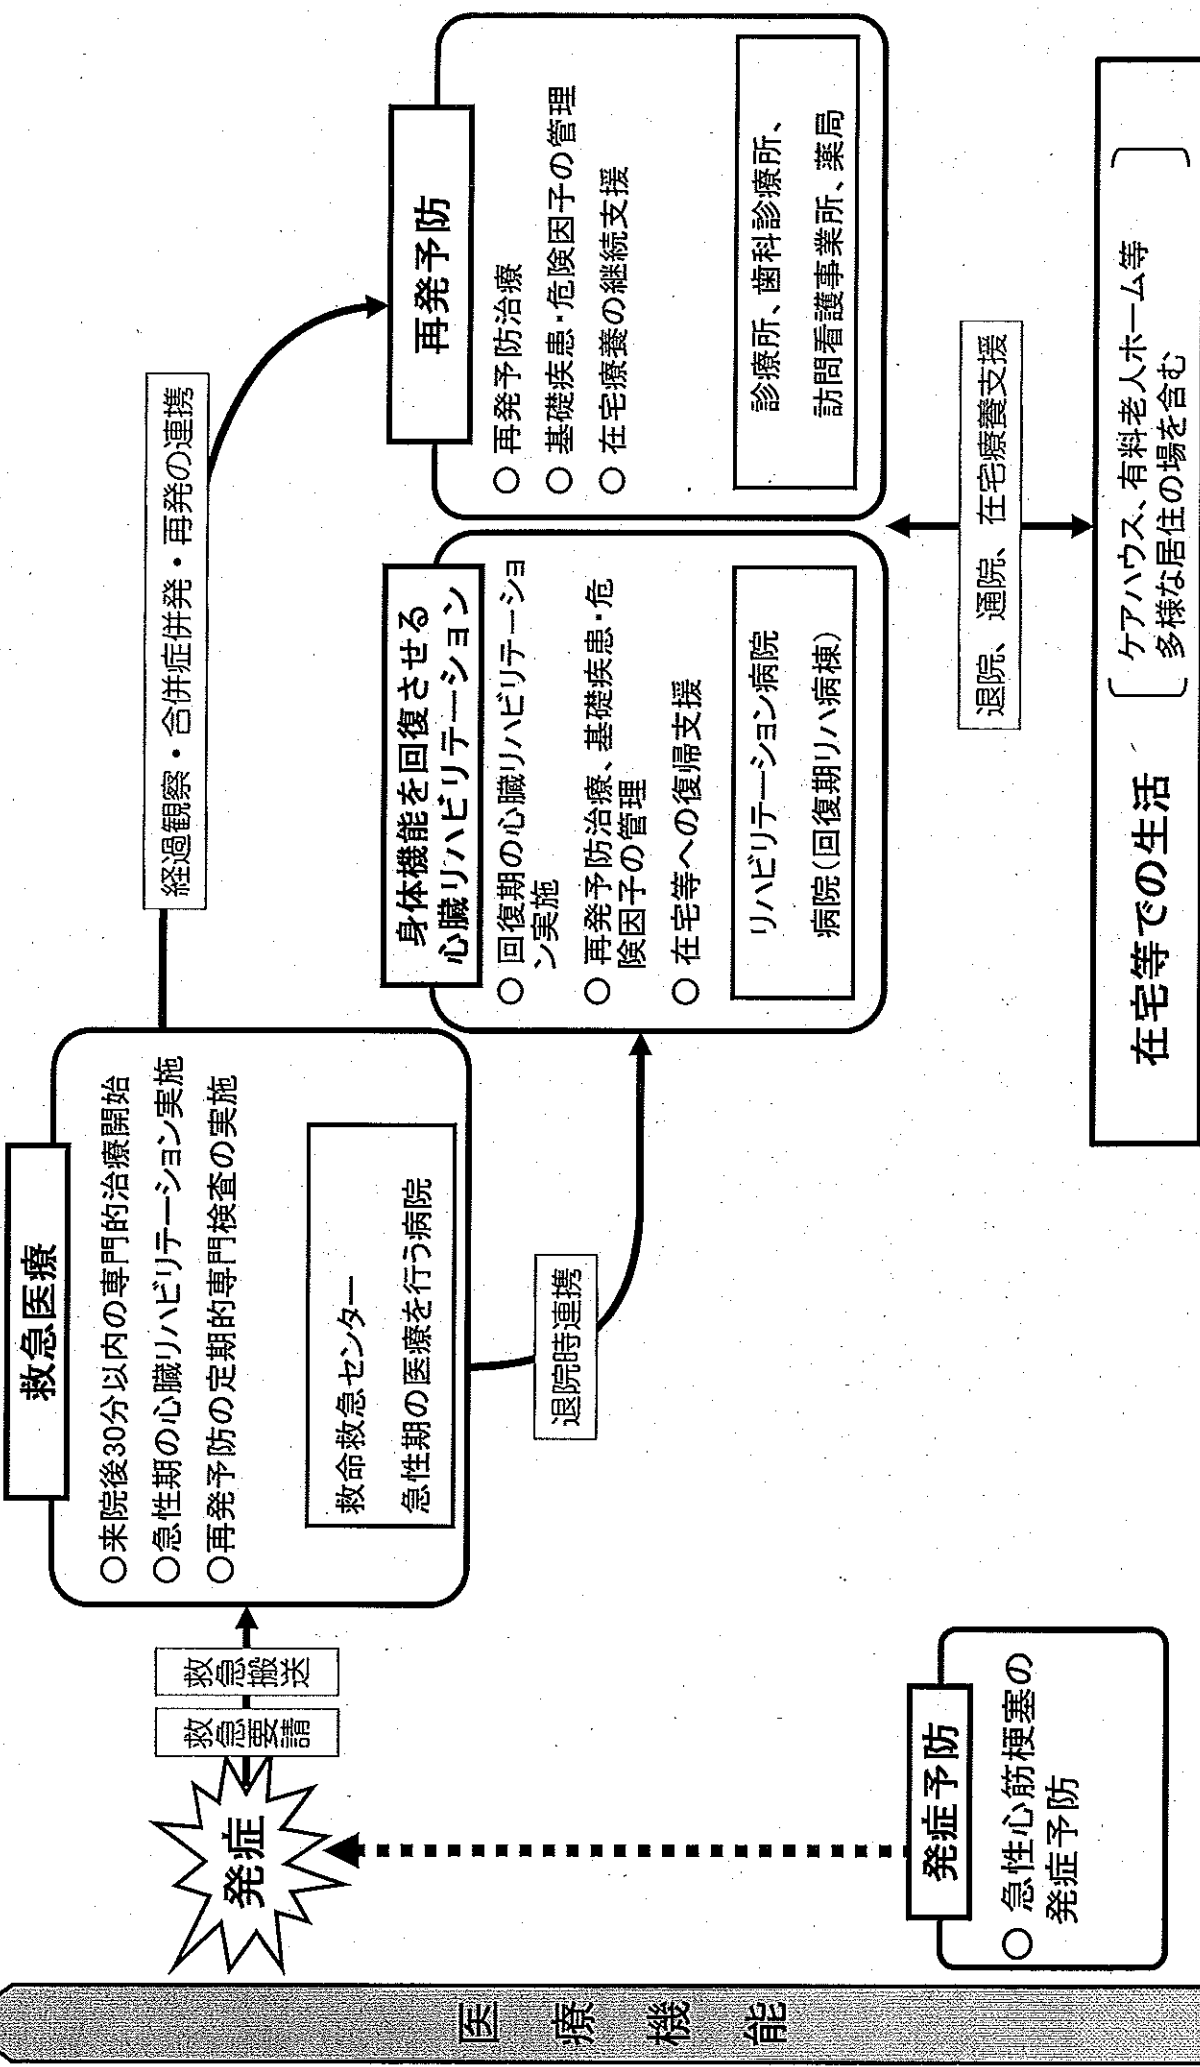 医療機能
発症
救急要請
救急搬送
救急医療
○来院後30分以内の専門的治療開始
○急性期の心臓リハビリテーション実施
○再発予防の定期的専門検査の実施
救命救急センター
急性期の医療を行う病院
経過観察・合併症併発・再発の連携
退院時連携
身体機能を回復させる
心臓リハビリテーション
○ 回復期の心臓リハビリテーショ
ン実施
○ 再発予防治療、基礎疾患・危
険因子の管理
○ 在宅等への復帰支援
リハビリテーション病院
病院(回復期リハ病棟)
再発予防
○ 再発予防治療
○ 基礎疾患・危険因子の管理
○ 在宅療養の継続支援
診療所、歯科診療所、
訪問看護事業所、薬局
発症予防
○ 急性心筋梗塞の
発症予防
退院、通院、在宅療養支援
在宅等での生活
ケアハウス、有料老人ホーム等
多様な居住の場を含む